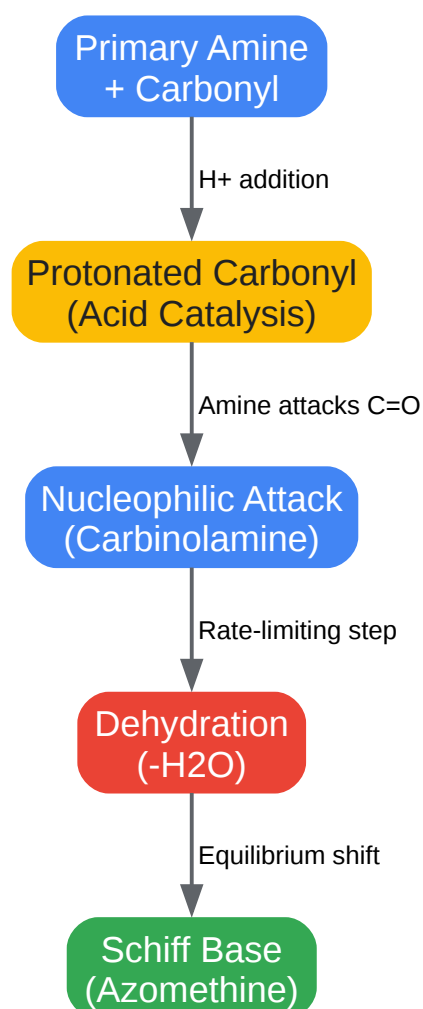 Primary Amine
+ Carbonyl
H+ addition
Protonated Carbonyl
(Acid Catalysis)
Amine attacks C=O
Nucleophilic Attack
(Carbinolamine)
Rate-limiting step
Dehydration
(-H2O)
Equilibrium shift
Schiff Base
(Azomethine)